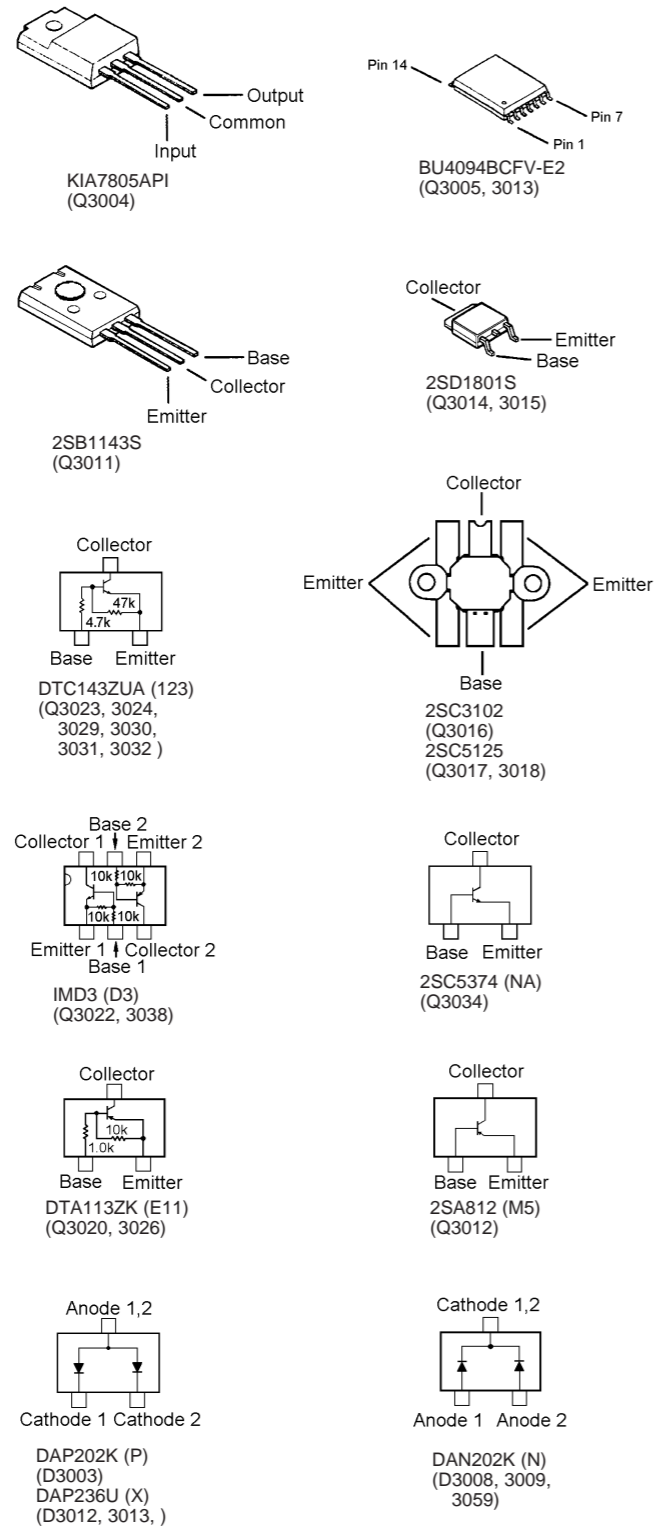 Output
Common
Input
KIA7805API
(Q3004)
Pin 14
Pin 7
Pin 1
BU4094BCFV-E2
(Q3005, 3013)
Base
Collector
Emitter
2SB1143S
(Q3011)
Collector
Emitter
Base
2SD1801S
(Q3014, 3015)
Collector
47k
4.7k
Base Emitter
DTC143ZUA (123)
(Q3023, 3024,
3029, 3030,
3031, 3032 )
Collector
Emitter Emitter
Base
2SC3102
(Q3016)
2SC5125
(Q3017, 3018)
Base 2
Collector 1 Emitter 2
10k 10k
10k 10k
Emitter 1 Collector 2
Base 1
IMD3 (D3)
(Q3022, 3038)
Collector
Base Emitter
2SC5374 (NA)
(Q3034)
Collector
10k
1.0k
Base Emitter
DTA113ZK (E11)
(Q3020, 3026)
Collector
Base Emitter
2SA812 (M5)
(Q3012)
Anode 1,2
Cathode 1 Cathode 2
DAP202K (P)
(D3003)
DAP236U (X)
(D3012, 3013, )
Cathode 1,2
Anode 1 Anode 2
DAN202K (N)
(D3008, 3009,
3059)